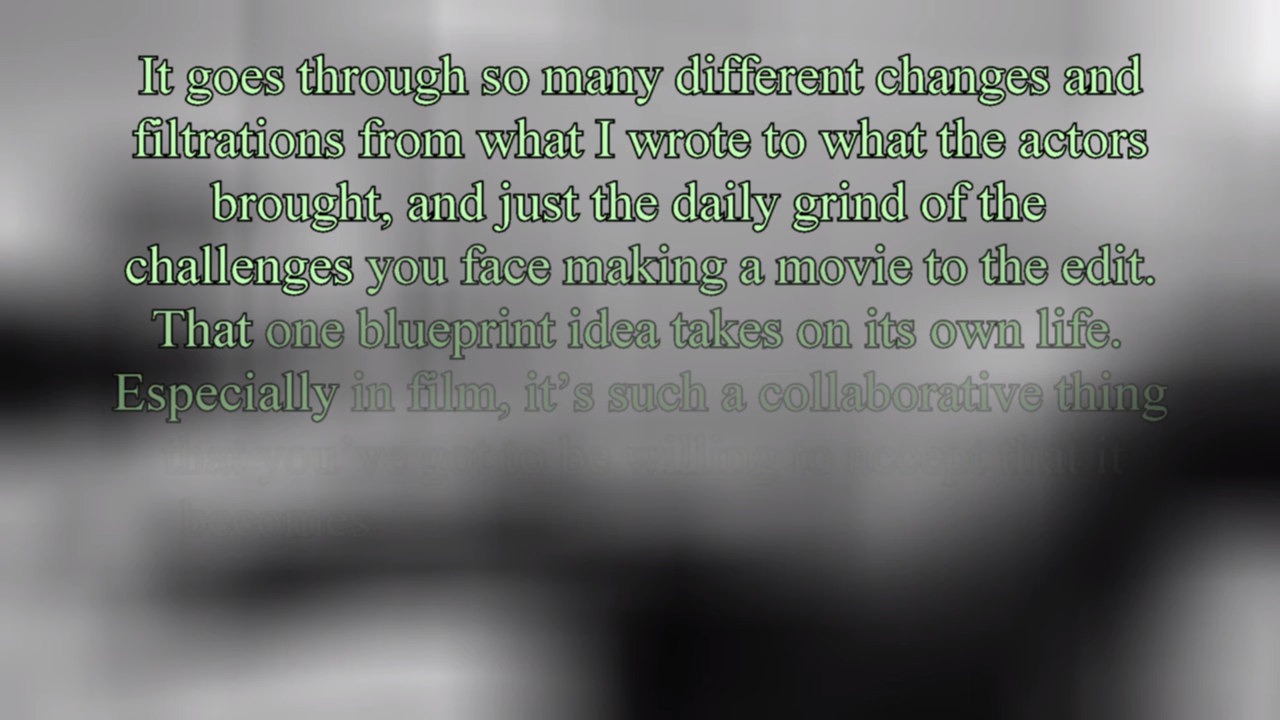 It goes through so many different changes and
filtrations from what I wrote to what the actors
brought, and just the daily grind of the
challenges you face making a movie to the edit.
That one blueprint idea takes on its own life.
Especially in film, it’s such a collaborative thing
that you've got to be willing to accept that it
becomes